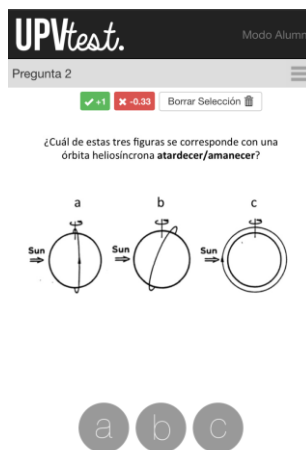 UPVtest.
Modo Alumn
Pregunta 2
+1
-0.33
Borrar Selección
¿Cuál de estas tres figuras se corresponde con una
órbita heliosíncrona atardecer/amanecer?
a b c
Sun Sun Sun
a b c